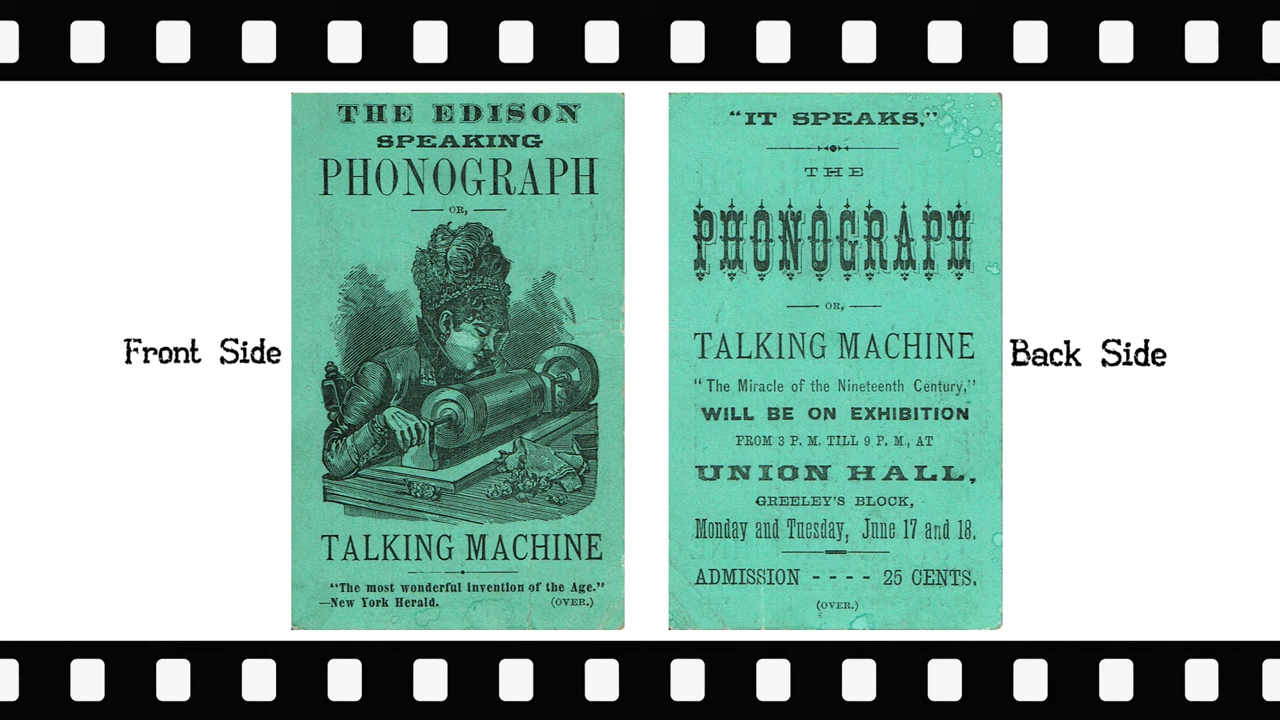 Front Side
THE EDISON
SPEAKING
PHONOGRAPH
OR,
TALKING MACHINE
"The most wonderful invention of the Age."
—New York Herald. (OVER.)
"IT SPEAKS,"
THE
PHONOGRAPH
OR,
TALKING MACHINE
"The Miracle of the Nineteenth Century,"
WILL BE ON EXHIBITION
FROM 3 P. M. TILL 9 P. M., AT
UNION HALL,
GREELEY'S BLOCK,
Monday and Tuesday, June 17 and 18.
ADMISSION - - - - 25 CENTS.
(OVER.)
Back Side